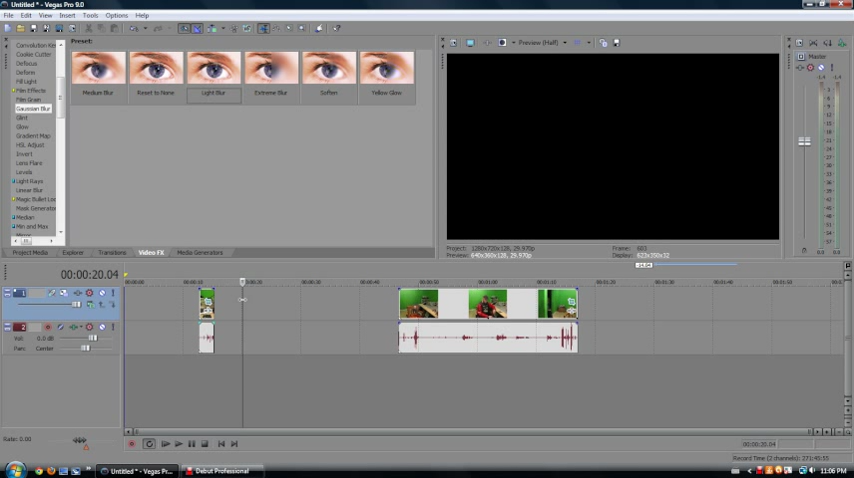 Untitled * - Vegas Pro 9.0
File Edit View Insert Tools Options Help
Convolution Ker
Cookie Cutter
Defocus
Deform
Fill Light
Film Effects
Film Grain
Gaussian Blur
Glint
Glow
Gradient Map
HSL Adjust
Invert
Lens Flare
Levels
Light Rays
Linear Blur
Magic Bullet Loo
Mask Generator
Median
Min and Max
Preset:
Medium Blur Reset to None Light Blur Extreme Blur Soften Yellow Glow
Project Media Explorer Transitions Video FX Media Generators
Preview (Half)
Project: 1280x720x128, 29.970p
Preview: 640x360x128, 29.970p
Frame: 603
Display: 623x350x32
Master
00:00:20.04
1
2
Vol: 0.0 dB
Pan: Center
Rate: 0.00
00:00:20.04
Record Time (2 channels): 271:45:55
Untitled * - Vegas Pr...
Debut Professional
11:06 PM